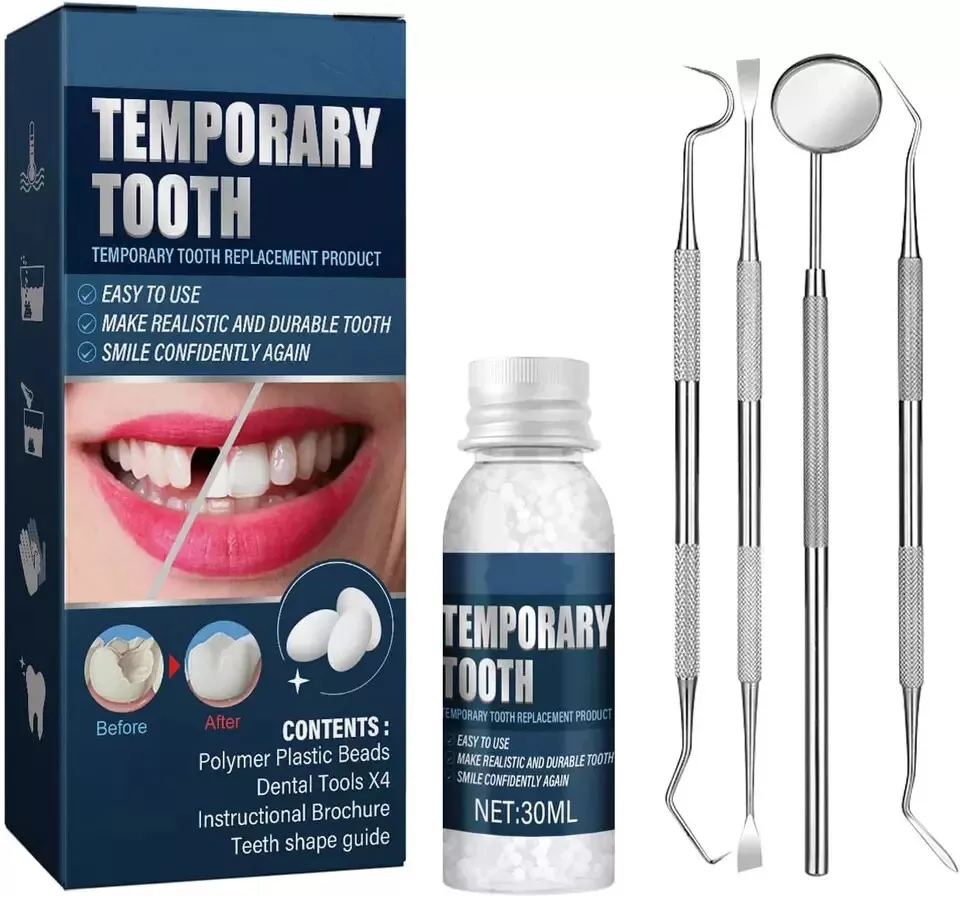 TEMPORARY
TOOTH
TEMPORARY TOOTH REPLACEMENT PRODUCT
EASY TO USE
MAKE REALISTIC AND DURABLE TOOTH
SMILE CONFIDENTLY AGAIN
Before
After
CONTENTS :
Polymer Plastic Beads
Dental Tools X4
Instructional Brochure
Teeth shape guide
TEMPORARY
TOOTH
TEMPORARY TOOTH REPLACEMENT PRODUCT
EASY TO USE
MAKE REALISTIC AND DURABLE TOOTH
SMILE CONFIDENTLY AGAIN
NET:30ML